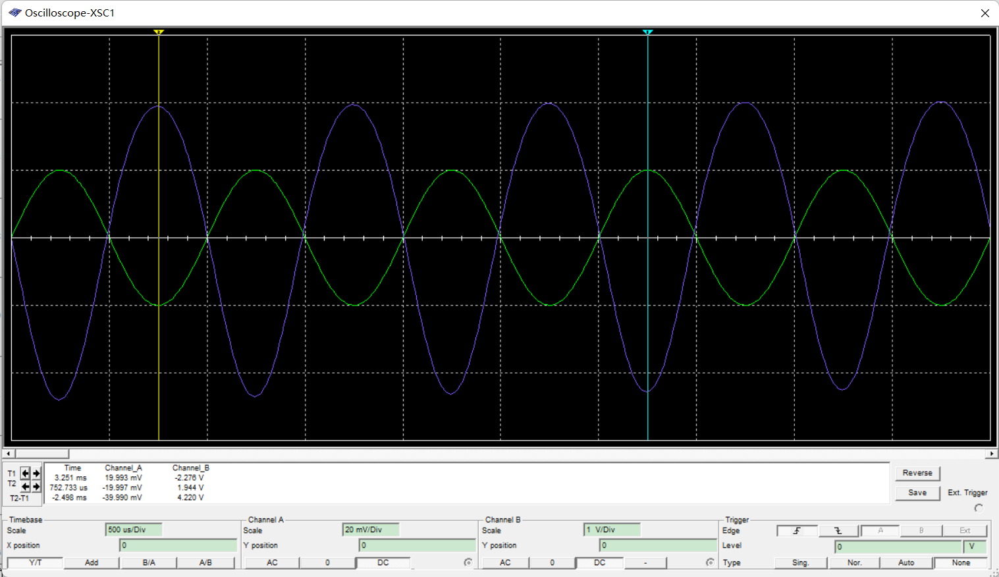 Oscilloscope-XSC1
2
1
T1
T2
T2-T1
Time Channel_A Channel_B
3.251 ms 19.993 mV -2.276 V
752.733 us -19.997 mV 1.944 V
-2.498 ms -39.990 mV 4.220 V
Reverse
Save
Ext. Trigger
Timebase
Scale 500 us/Div
X position 0
Y/T Add B/A A/B
Channel A
Scale 20 mV/Div
Y position 0
AC 0 DC
Channel B
Scale 1 V/Div
Y position 0
AC 0 DC -
Trigger
Edge A B Ext
Level 0 V
Type Sing. Nor. Auto None